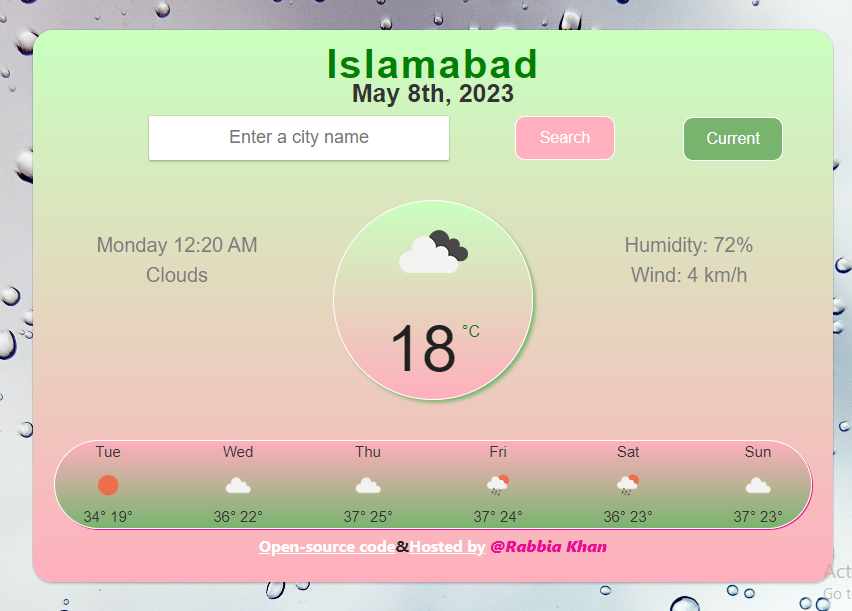 Islamabad
May 8th, 2023
Enter a city name Search Current
Monday 12:20 AM
Clouds
18 °C
Humidity: 72%
Wind: 4 km/h
Tue Wed Thu Fri Sat Sun
34° 19° 36° 22° 37° 25° 37° 24° 36° 23° 37° 23°
Open-source code&Hosted by @Rabbia Khan
Go t